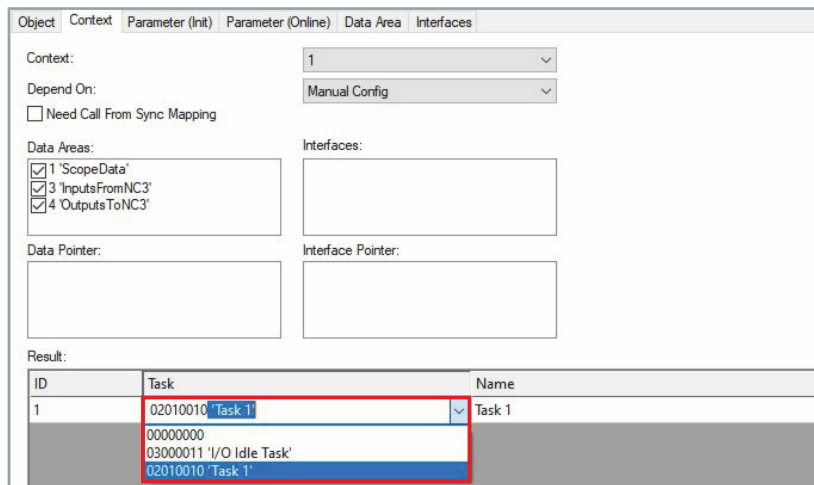 Object Context Parameter (Init) Parameter (Online) Data Area Interfaces
Context: 1
Depend On: Manual Config
Need Call From Sync Mapping
Data Areas: Interfaces:
1 'ScopeData'
3 'InputsFromNC3'
4 'OutputsToNC3'
Data Pointer: Interface Pointer:
Result:
ID Task Name
1 02010010 'Task 1' Task 1
00000000
03000011 'I/O Idle Task'
02010010 'Task 1'